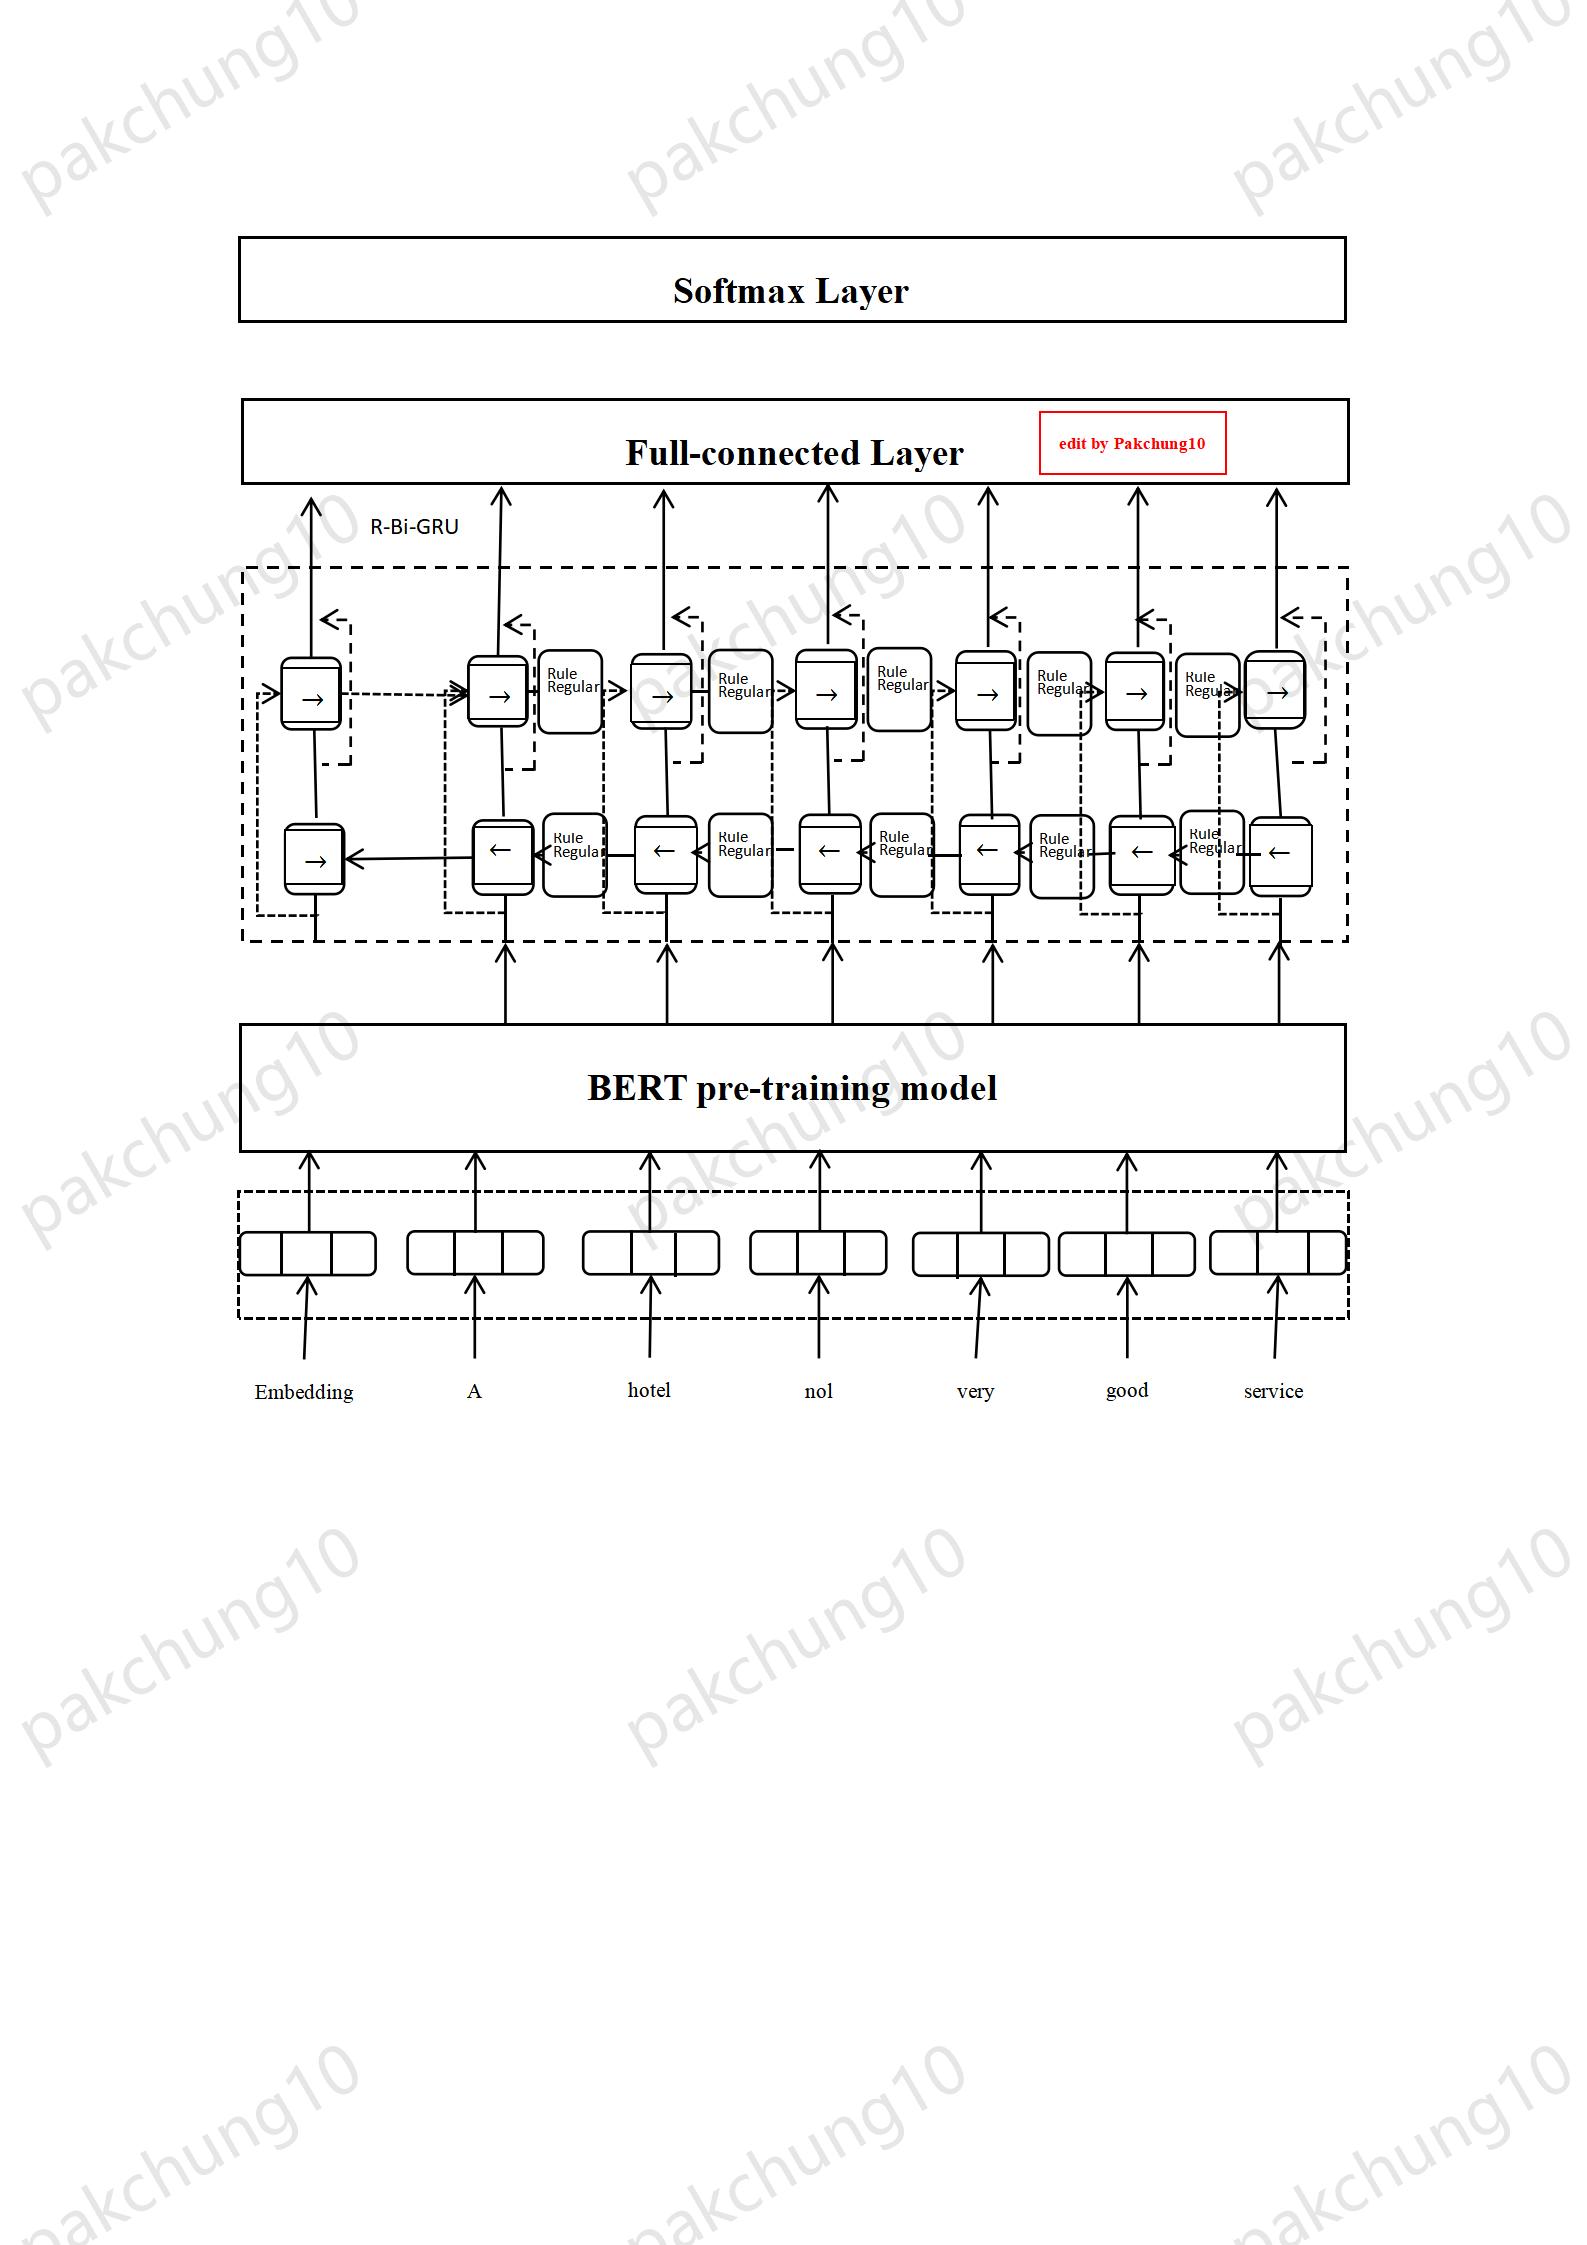 pakchung10 pakchung10 pakchung10
Softmax Layer
Full-connected Layer
edit by Pakchung10
R-Bi-GRU
pakchung10 pakchung10 pakchung10
→ → Rule → Rule → Rule → Rule → Rule →
Regular Regular Regular Regular Regular
→ ← Rule ← Rule ← Rule ← Rule ← Rule ←
Regular Regular Regular Regular Regular
BERT pre-training model
pakchung10 pakchung10 pakchung10
Embedding A hotel nol very good service
pakchung10 pakchung10 pakchung10
pakchung10 pakchung10 pakchung10